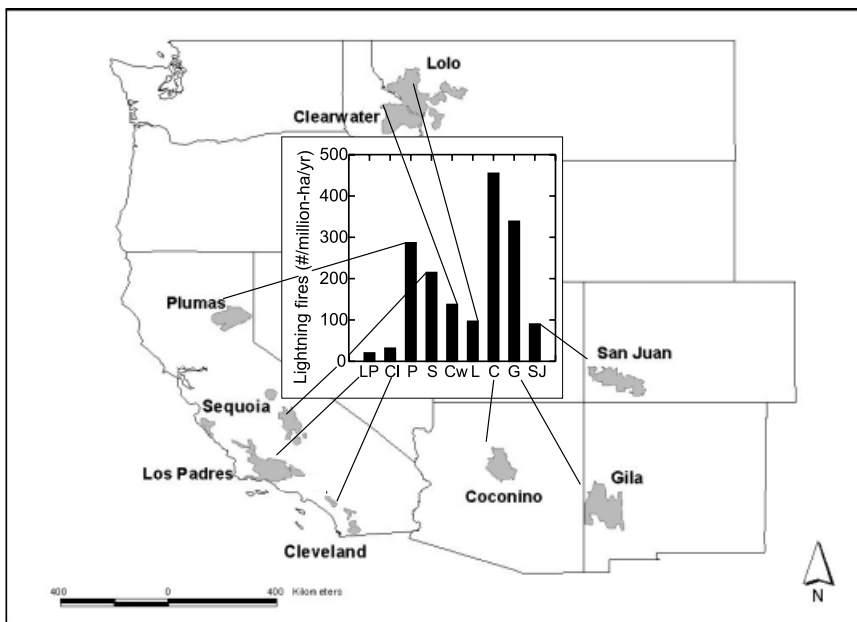 Lolo
Clearwater
Lightning fires (#/million-ha/yr)
500
400
300
200
100
0
LP Cl P S Cw L C G SJ
Plumas
San Juan
Sequoia
Los Padres
Coconino
Gila
Cleveland
400 0 400 Kilometers
N